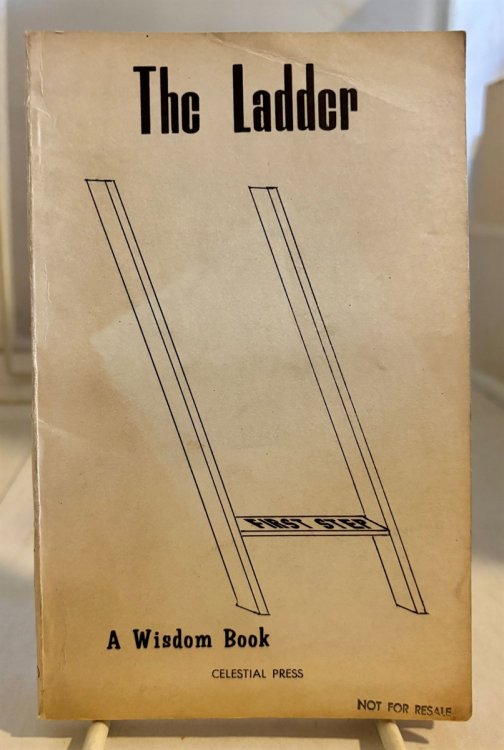 The Ladder
FIRST STEP
A Wisdom Book
CELESTIAL PRESS
NOT FOR RESALE